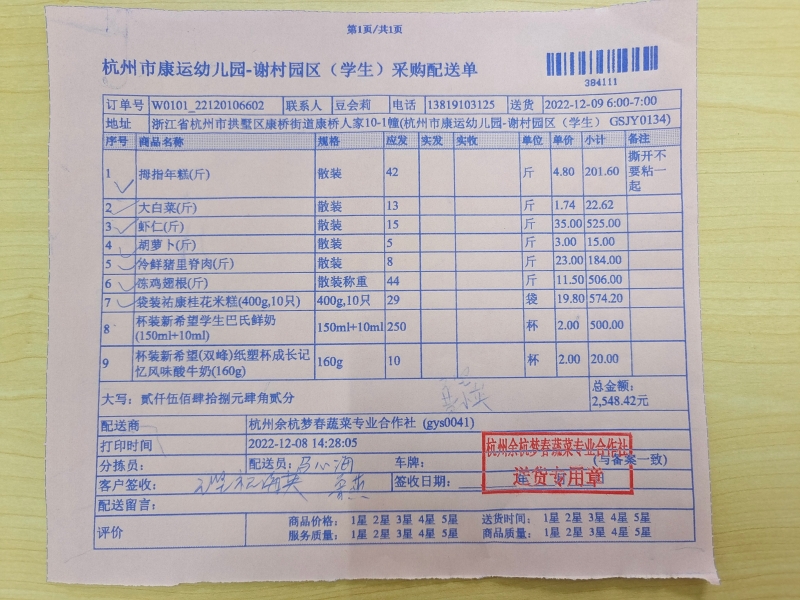 第1页/共1页
杭州市康运幼儿园-谢村园区（学生）采购配送单
394111
订单号 W0101_22120106602 联系人 豆会莉 电话 13819103125 送货 2022-12-09 6:00-7:00
地址 浙江省杭州市拱墅区康桥街道康桥人家10-1幢(杭州市康运幼儿园-谢村园区（学生） GSJY0134)
序号 商品名称 规格 应发 实发 实收 单位 单价 小计 备注
1 拇指年糕(斤) 散装 42 斤 4.80 201.60 撕开不要粘一起
2 大白菜(斤) 散装 13 斤 1.74 22.62
3 虾仁(斤) 散装 15 斤 35.00 525.00
4 胡萝卜(斤) 散装 5 斤 3.00 15.00
5 冷鲜猪里脊肉(斤) 散装 8 斤 23.00 184.00
6 冻鸡翅根(斤) 散装称重 44 斤 11.50 506.00
7 袋装祐康桂花米糕(400g,10只) 400g,10只 29 袋 19.80 574.20
8 杯装新希望学生巴氏鲜奶(150ml+10ml) 150ml+10ml 250 杯 2.00 500.00
9 杯装新希望(双峰)纸塑杯成长记忆风味酸牛奶(160g) 160g 10 杯 2.00 20.00
大写：贰仟伍佰肆拾捌元肆角贰分 总金额：2,548.42元
配送商 杭州余杭梦春蔬菜专业合作社 (gys0041)
打印时间 2022-12-08 14:28:05
杭州余杭梦春蔬菜专业合作社
送货专用章
分拣员： 配送员： 车牌： (与备案一致)
客户签收： 签收日期：
配送留言：
评价 商品价格： 1星 2星 3星 4星 5星 送货时间： 1星 2星 3星 4星 5星
服务质量： 1星 2星 3星 4星 5星 商品质量： 1星 2星 3星 4星 5星